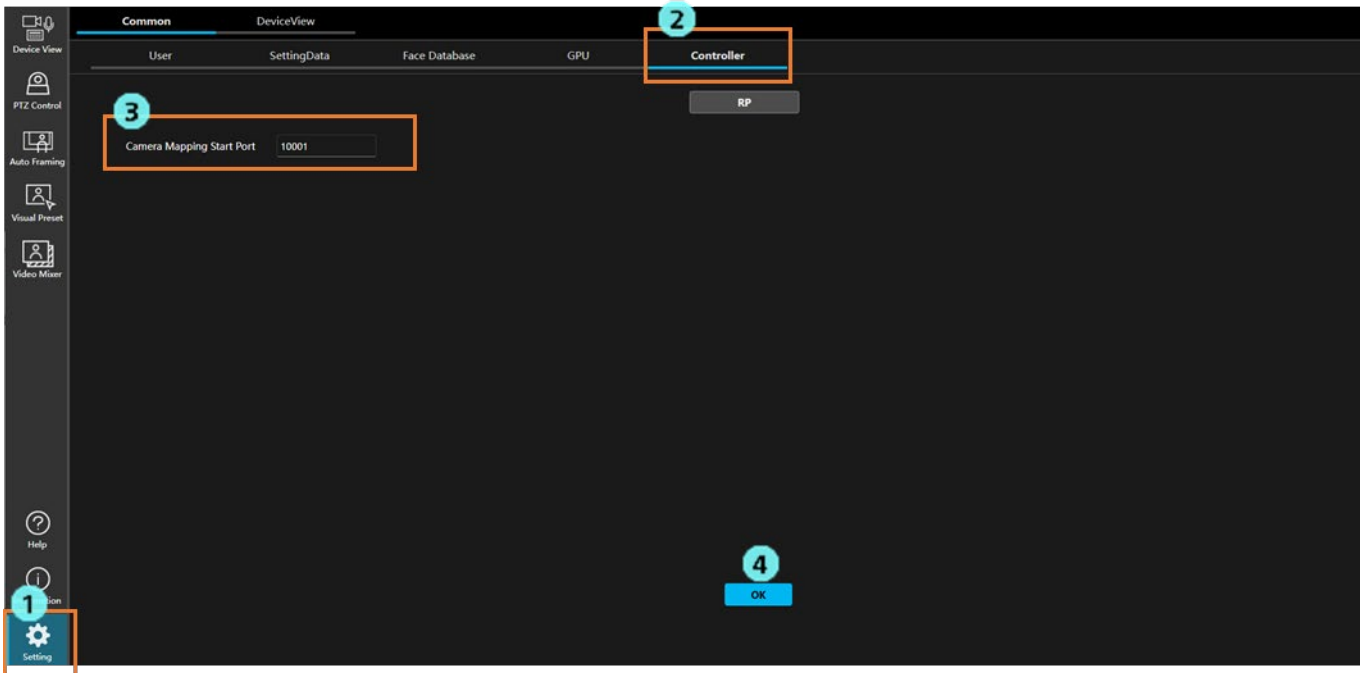 Common
DeviceView
2
User
SettingData
Face Database
GPU
Controller
RP
3
Camera Mapping Start Port
10001
Device View
PTZ Control
Auto Framing
Visual Preset
Video Mixer
Help
4
OK
1
Setting